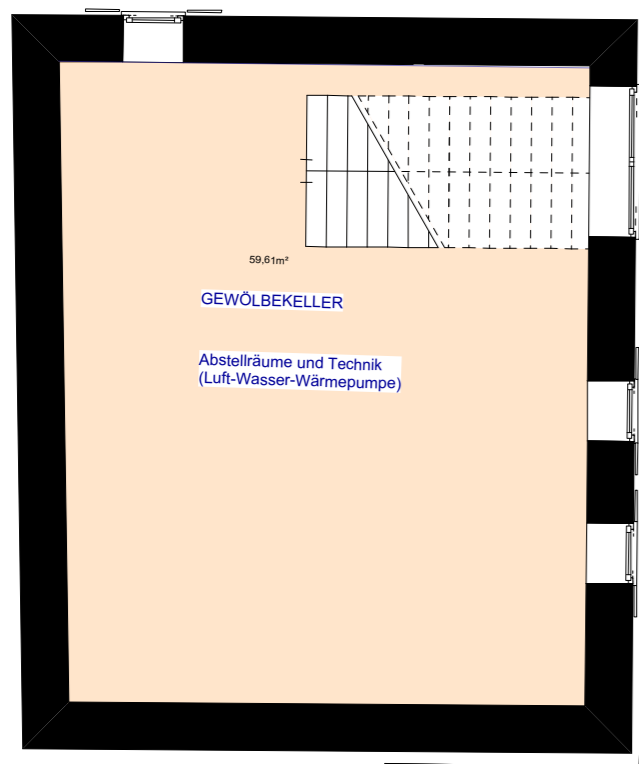 59,61m²
GEWÖLBEKELLER
Abstellräume und Technik
(Luft-Wasser-Wärmepumpe)